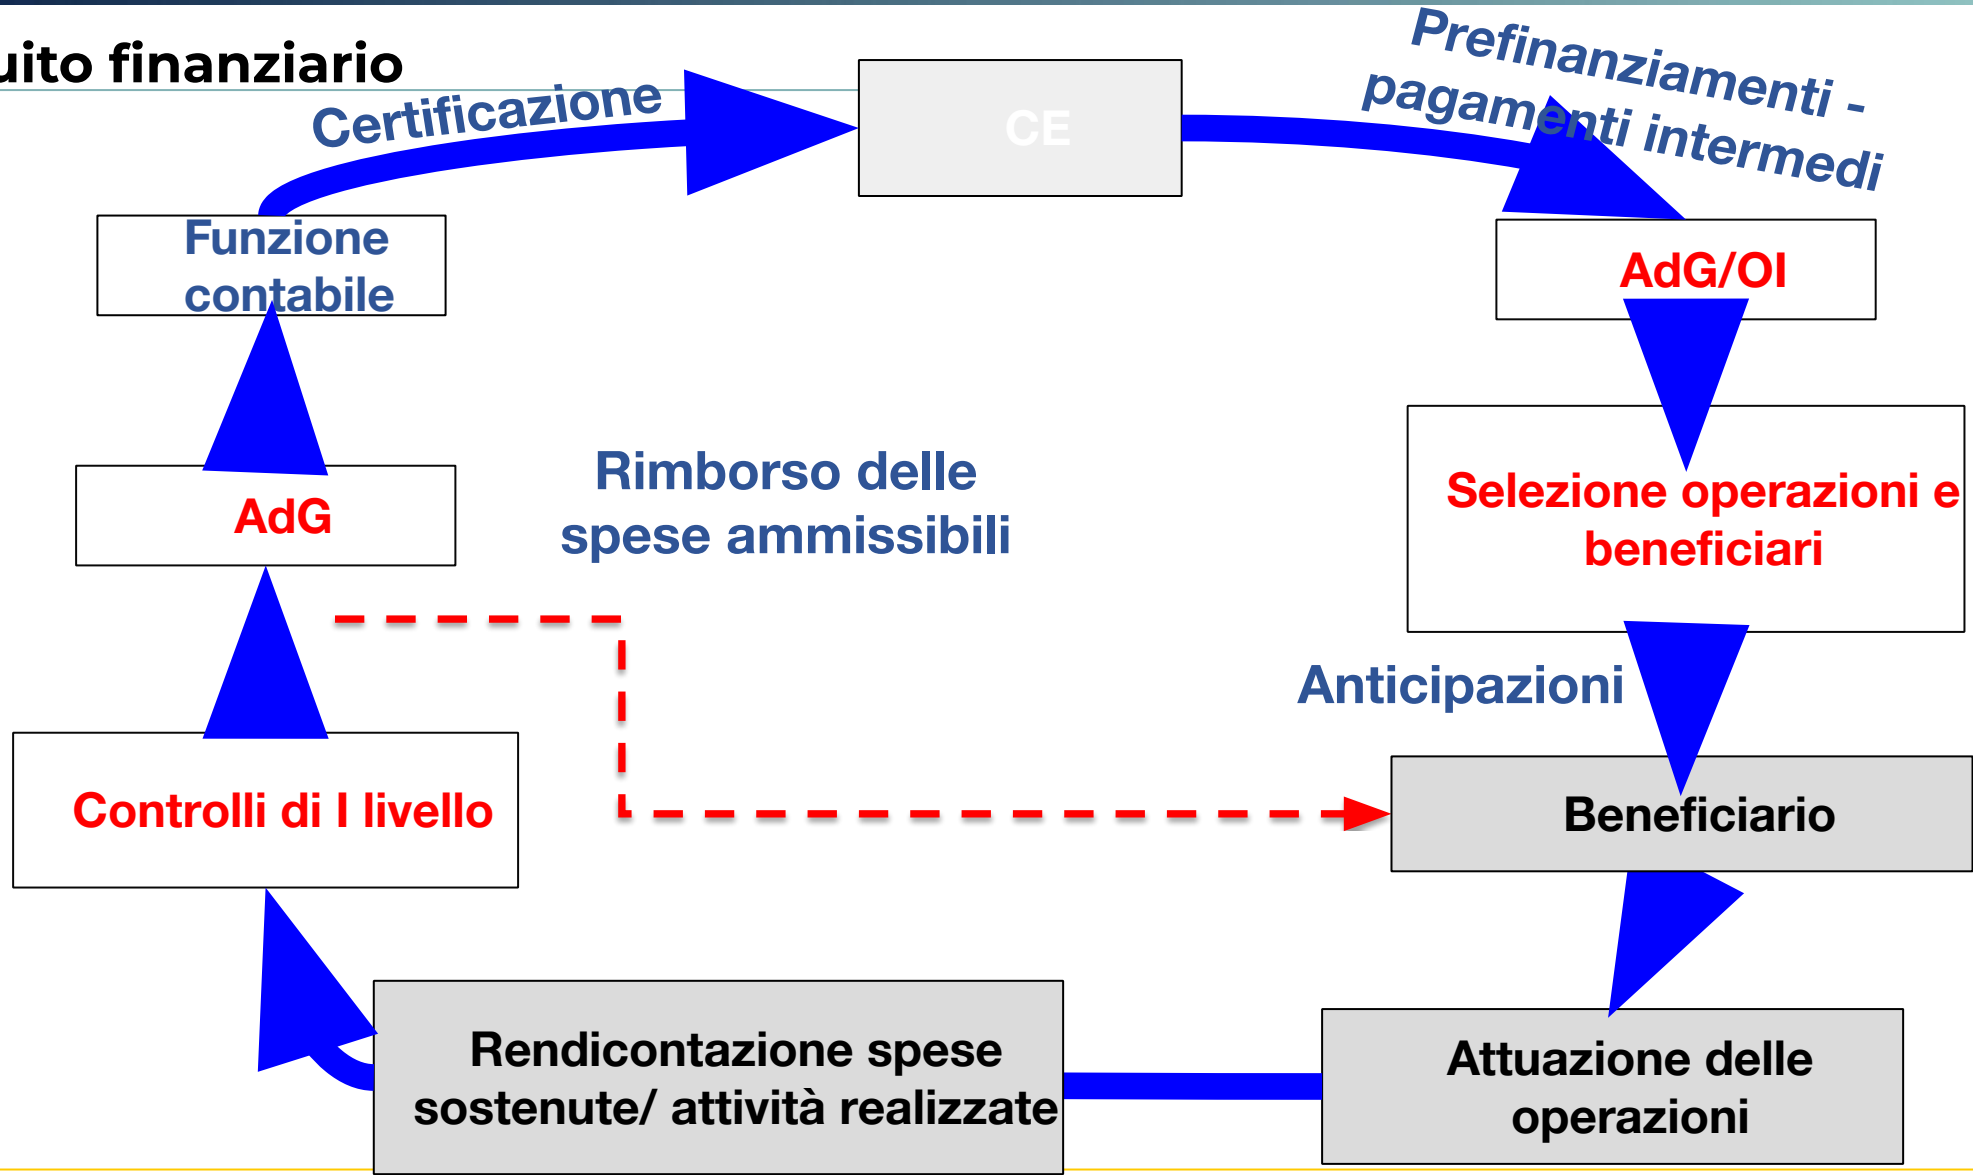 uito finanziario
Certificazione
CE
Prefinanziamenti -
pagamenti intermedi
Funzione
contabile
AdG/OI
AdG
Rimborso delle
spese ammissibili
Selezione operazioni e
beneficiari
Anticipazioni
Controlli di I livello
Beneficiario
Rendicontazione spese
sostenute/ attività realizzate
Attuazione delle
operazioni